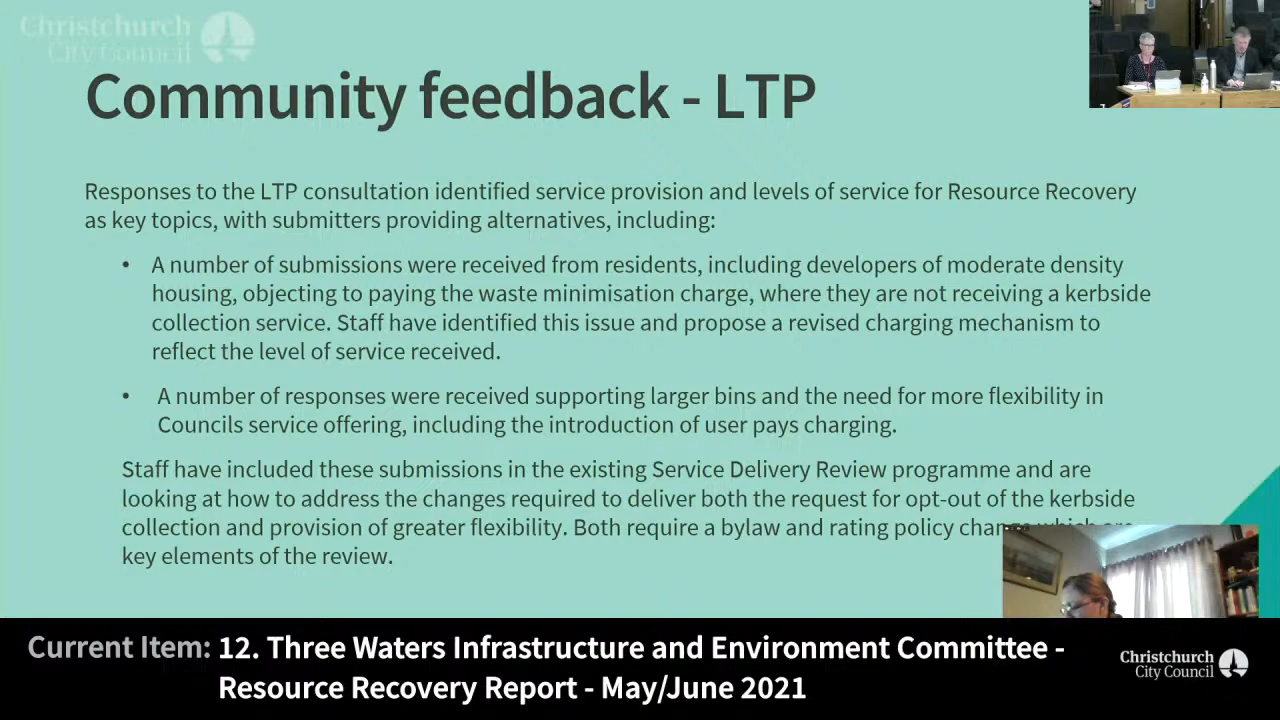 Christchurch
City Council
Community feedback - LTP
Responses to the LTP consultation identified service provision and levels of service for Resource Recovery
as key topics, with submitters providing alternatives, including:
• A number of submissions were received from residents, including developers of moderate density
housing, objecting to paying the waste minimisation charge, where they are not receiving a kerbside
collection service. Staff have identified this issue and propose a revised charging mechanism to
reflect the level of service received.
• A number of responses were received supporting larger bins and the need for more flexibility in
Councils service offering, including the introduction of user pays charging.
Staff have included these submissions in the existing Service Delivery Review programme and are
looking at how to address the changes required to deliver both the request for opt-out of the kerbside
collection and provision of greater flexibility. Both require a bylaw and rating policy change which are
key elements of the review.
Current Item: 12. Three Waters Infrastructure and Environment Committee -
Resource Recovery Report - May/June 2021
Christchurch
City Council